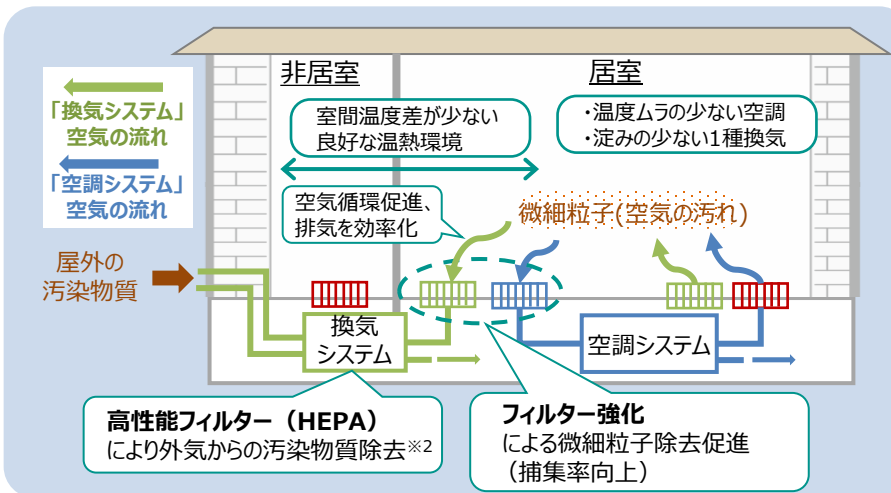 非居室
居室
「換気システム」
空気の流れ
「空調システム」
空気の流れ
室間温度差が少ない
良好な温熱環境
・温度ムラの少ない空調
・淀みの少ない1種換気
空気循環促進、
排気を効率化
微細粒子(空気の汚れ)
屋外の
汚染物質
換気
システム
空調システム
高性能フィルター（HEPA）
により外気からの汚染物質除去※2
フィルター強化
による微細粒子除去促進
（捕集率向上）